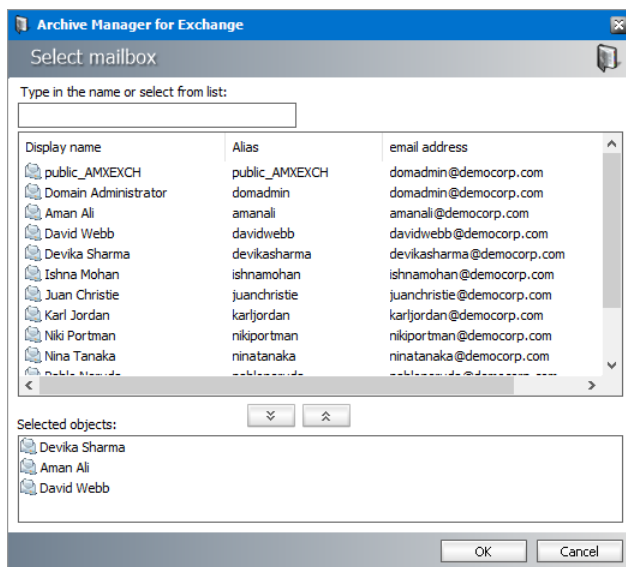 Archive Manager for Exchange
Select mailbox
Type in the name or select from list:
Display name Alias email address
public_AMXEXCH public_AMXEXCH domadmin@democorp.com
Domain Administrator domadmin domadmin@democorp.com
Aman Ali amanali amanali@democorp.com
David Webb davidwebb davidwebb@democorp.com
Devika Sharma devikasharma devikasharma@democorp.com
Ishna Mohan ishnamohan ishnamohan@democorp.com
Juan Christie juanchristie juanchristie@democorp.com
Karl Jordan karljordan karljordan@democorp.com
Niki Portman nikiportman nikiportman@democorp.com
Nina Tanaka ninatanaka ninatanaka@democorp.com
Selected objects:
Devika Sharma
Aman Ali
David Webb
OK Cancel